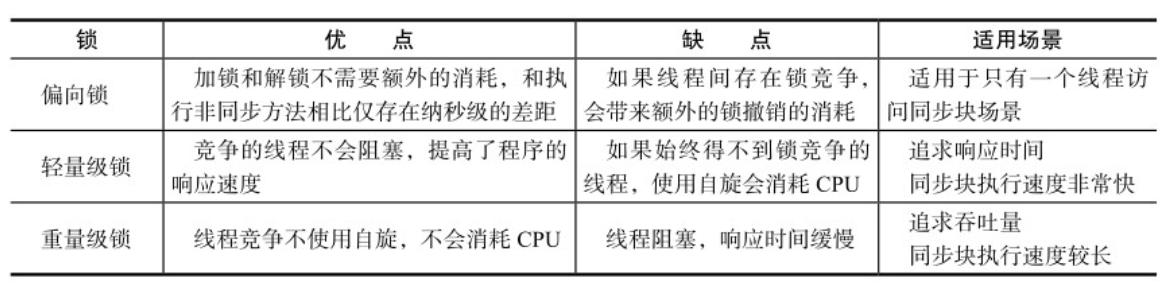 锁 优 点 缺 点 适用场景
偏向锁
加锁和解锁不需要额外的消耗，和执
行非同步方法相比仅存在纳秒级的差距
如果线程间存在锁竞争，
会带来额外的锁撤销的消耗
适用于只有一个线程访
问同步块场景
轻量级锁
竞争的线程不会阻塞，提高了程序的
响应速度
如果始终得不到锁竞争的
线程，使用自旋会消耗 CPU
追求响应时间
同步块执行速度非常快
重量级锁
线程竞争不使用自旋，不会消耗 CPU
线程阻塞，响应时间缓慢
追求吞吐量
同步块执行速度较长